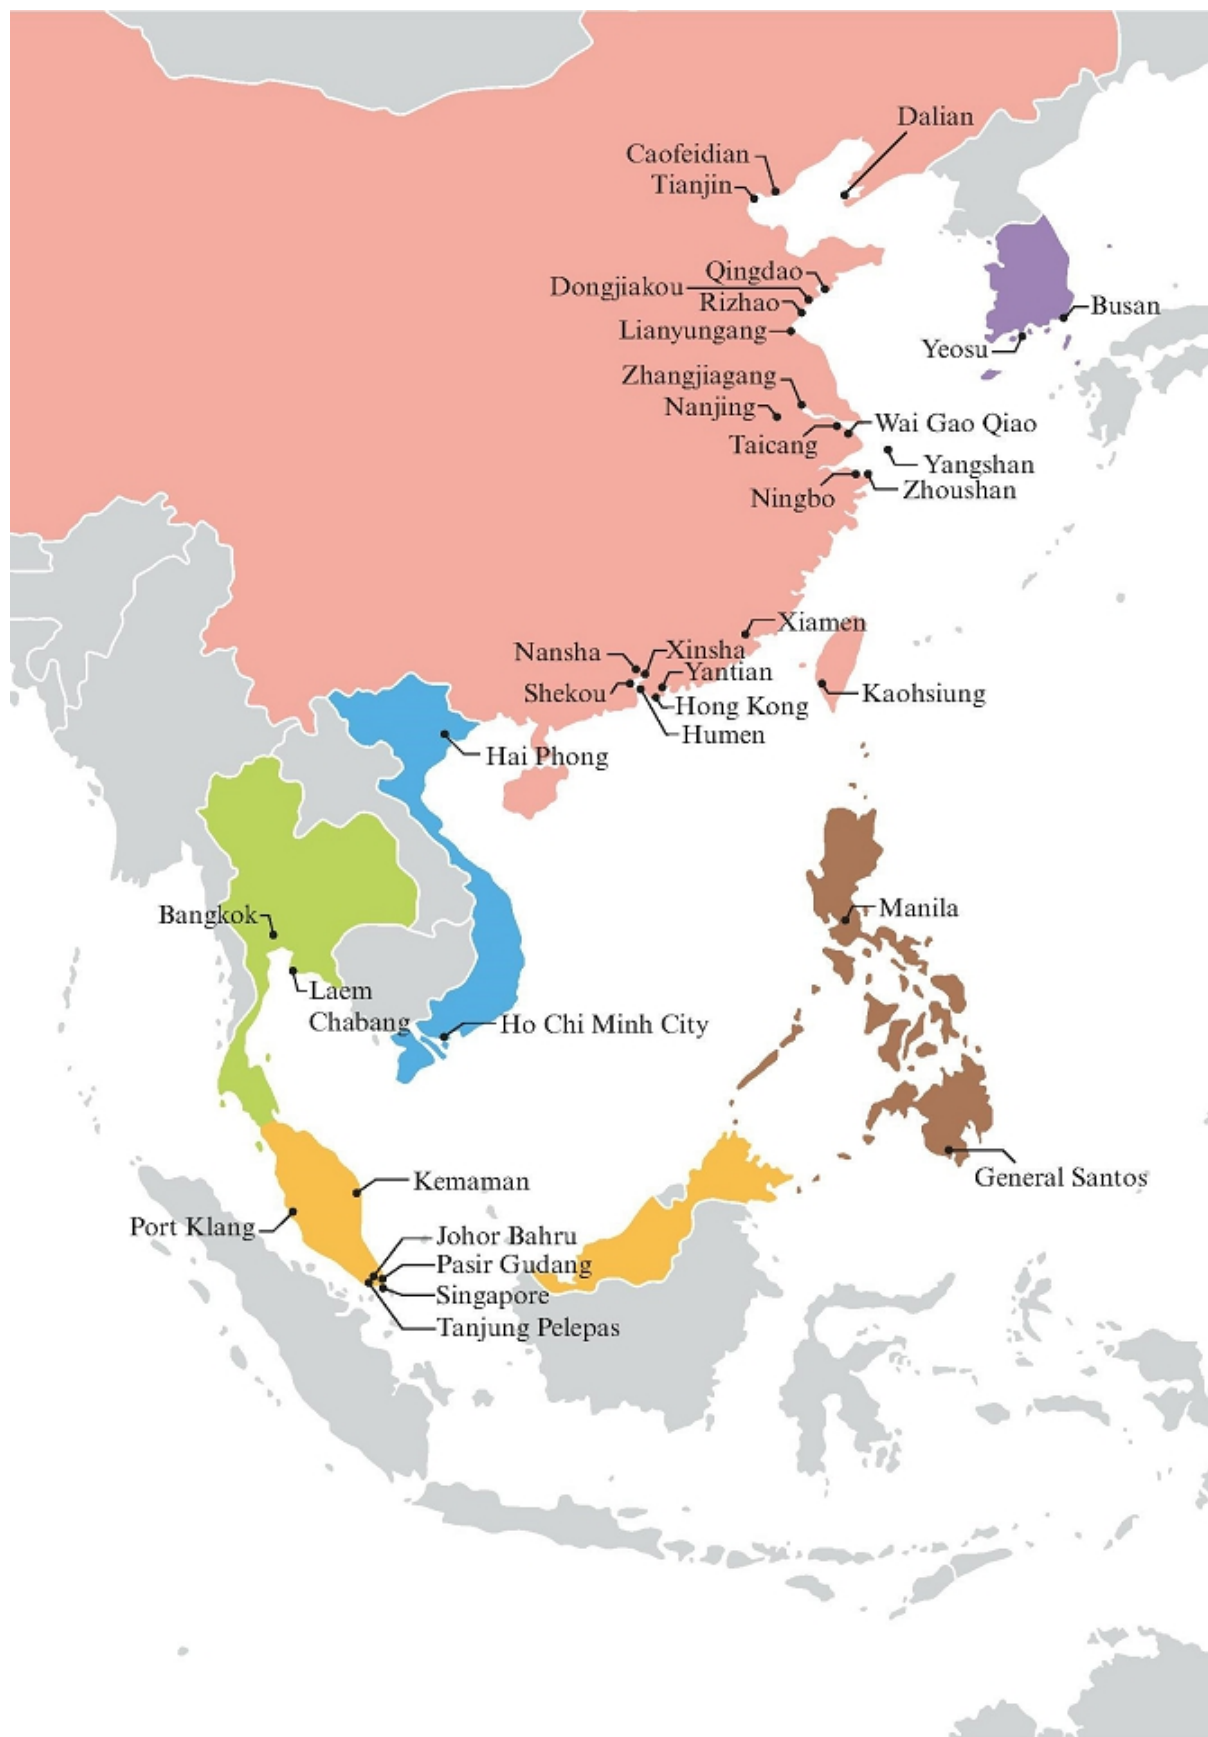 Dalian
Caofeidian
Tianjin
Qingdao
Dongjiakou
Rizhao
Busan
Lianyungang
Yeosu
Zhangjiagang
Nanjing
Wai Gao Qiao
Taicang
Yangshan
Zhoushan
Ningbo
Xiamen
Nansha
Xinsha
Yantian
Shekou
Kaohsiung
Hong Kong
Humen
Hai Phong
Manila
Bangkok
Laem
Chabang
Ho Chi Minh City
General Santos
Kemaman
Port Klang
Johor Bahru
Pasir Gudang
Singapore
Tanjung Pelepas